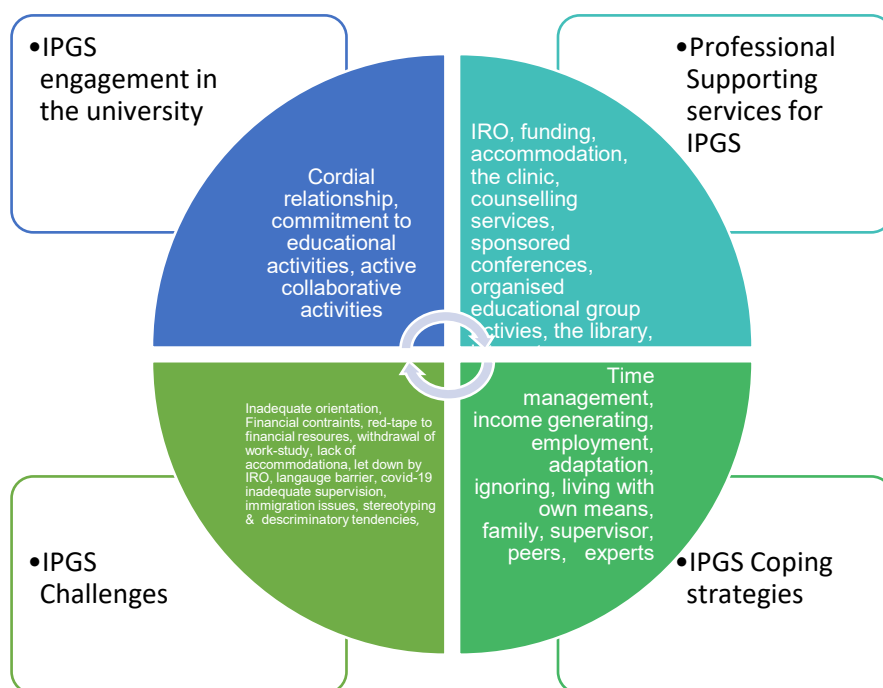 •IPGS
engagement in
the university
•Professional
Supporting
services for
IPGS
Cordial
relationship,
commitment to
educational
activities, active
collaborative
activities
IRO, funding,
accommodation,
the clinic,
counselling
services,
sponsored
conferences,
organised
educational group
activies, the library,
Inadequate orientation,
Financial contraints, red-tape to
financial resoures, withdrawal of
work-study, lack of
accommodationa, let down by
IRO, langauge barrier, covid-19
inadequate supervision,
immigration issues, stereotyping
& descriminatory tendencies,
Time
management,
income generating,
employment,
adaptation,
ignoring, living with
own means,
family, supervisor,
peers, experts
•IPGS
Challenges
•IPGS Coping
strategies